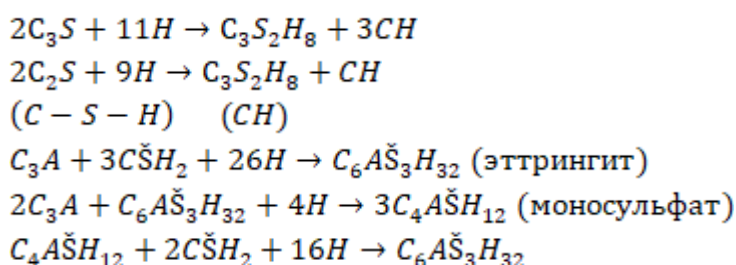 2C₃S + 11H → C₃S₂H₈ + 3CH
2C₂S + 9H → C₃S₂H₈ + CH
(C − S − H) (CH)
C₃A + 3CŠH₂ + 26H → C₆AŠ₃H₃₂ (эттрингит)
2C₃A + C₆AŠ₃H₃₂ + 4H → 3C₄AŠH₁₂ (моносульфат)
C₄AŠH₁₂ + 2CŠH₂ + 16H → C₆AŠ₃H₃₂